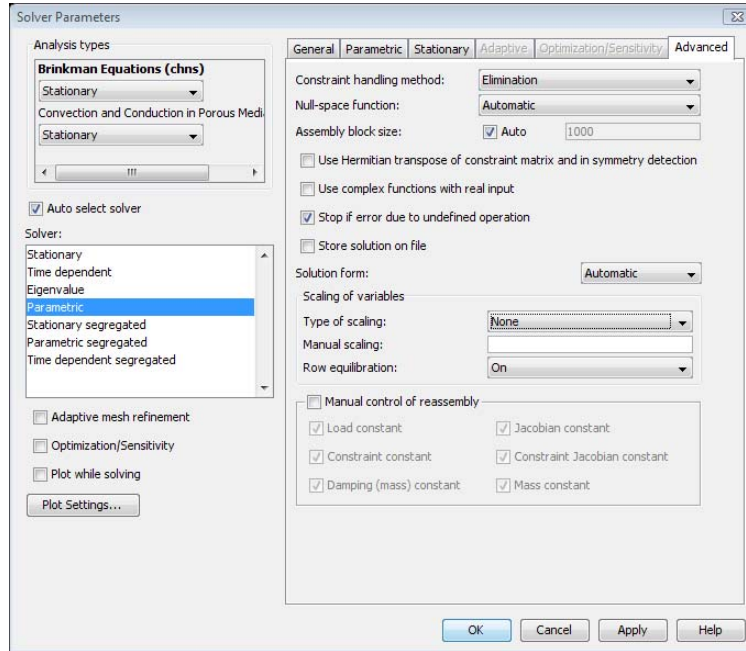 Solver Parameters
Analysis types
Brinkman Equations (chns)
Stationary
Convection and Conduction in Porous Medi
Stationary
Auto select solver
Solver:
Stationary
Time dependent
Eigenvalue
Parametric
Stationary segregated
Parametric segregated
Time dependent segregated
Adaptive mesh refinement
Optimization/Sensitivity
Plot while solving
Plot Settings...
General Parametric Stationary Adaptive Optimization/Sensitivity Advanced
Constraint handling method: Elimination
Null-space function: Automatic
Assembly block size: Auto 1000
Use Hermitian transpose of constraint matrix and in symmetry detection
Use complex functions with real input
Stop if error due to undefined operation
Store solution on file
Solution form: Automatic
Scaling of variables
Type of scaling: None
Manual scaling:
Row equilibration: On
Manual control of reassembly
Load constant Jacobian constant
Constraint constant Constraint Jacobian constant
Damping (mass) constant Mass constant
OK Cancel Apply Help